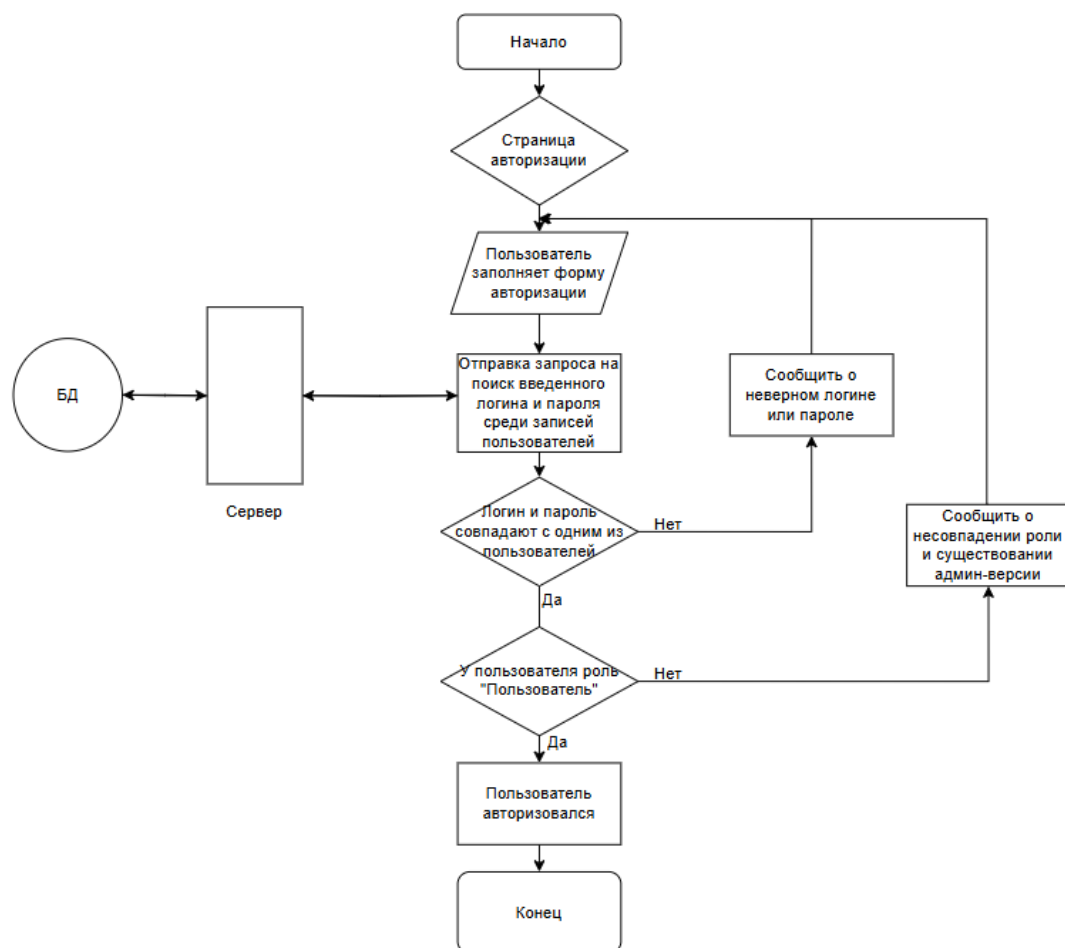 Начало
Страница
авторизации
Пользователь
заполняет форму
авторизации
БД
Сервер
Отправка запроса на
поиск введенного
логина и пароля
среди записей
пользователей
Сообщить о
неверном логине
или пароле
Логин и пароль
совпадают с одним из
пользователей
Нет
Сообщить о
несовпадении роли
и существовании
админ-версии
Да
У пользователя роль
"Пользователь"
Нет
Да
Пользователь
авторизовался
Конец